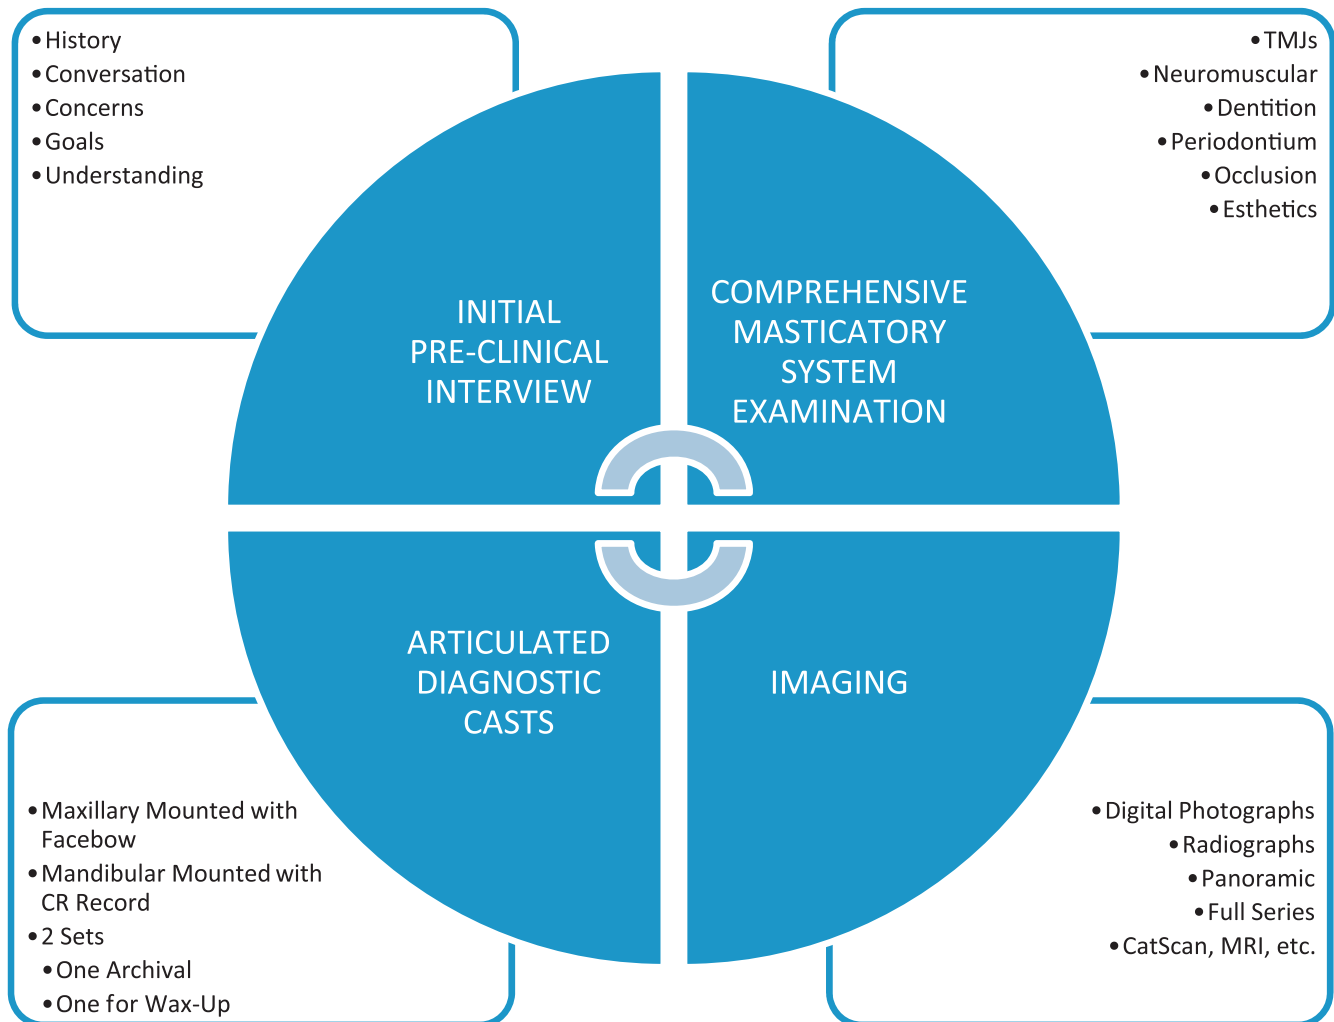 •History
•Conversation
•Concerns
•Goals
•Understanding
•TMJs
•Neuromuscular
•Dentition
•Periodontium
•Occlusion
•Esthetics
INITIAL
PRE-CLINICAL
INTERVIEW
COMPREHENSIVE
MASTICATORY
SYSTEM
EXAMINATION
ARTICULATED
DIAGNOSTIC
CASTS
IMAGING
•Maxillary Mounted with
Facebow
•Mandibular Mounted with
CR Record
•2 Sets
•One Archival
•One for Wax-Up
•Digital Photographs
•Radiographs
•Panoramic
•Full Series
•CatScan, MRI, etc.